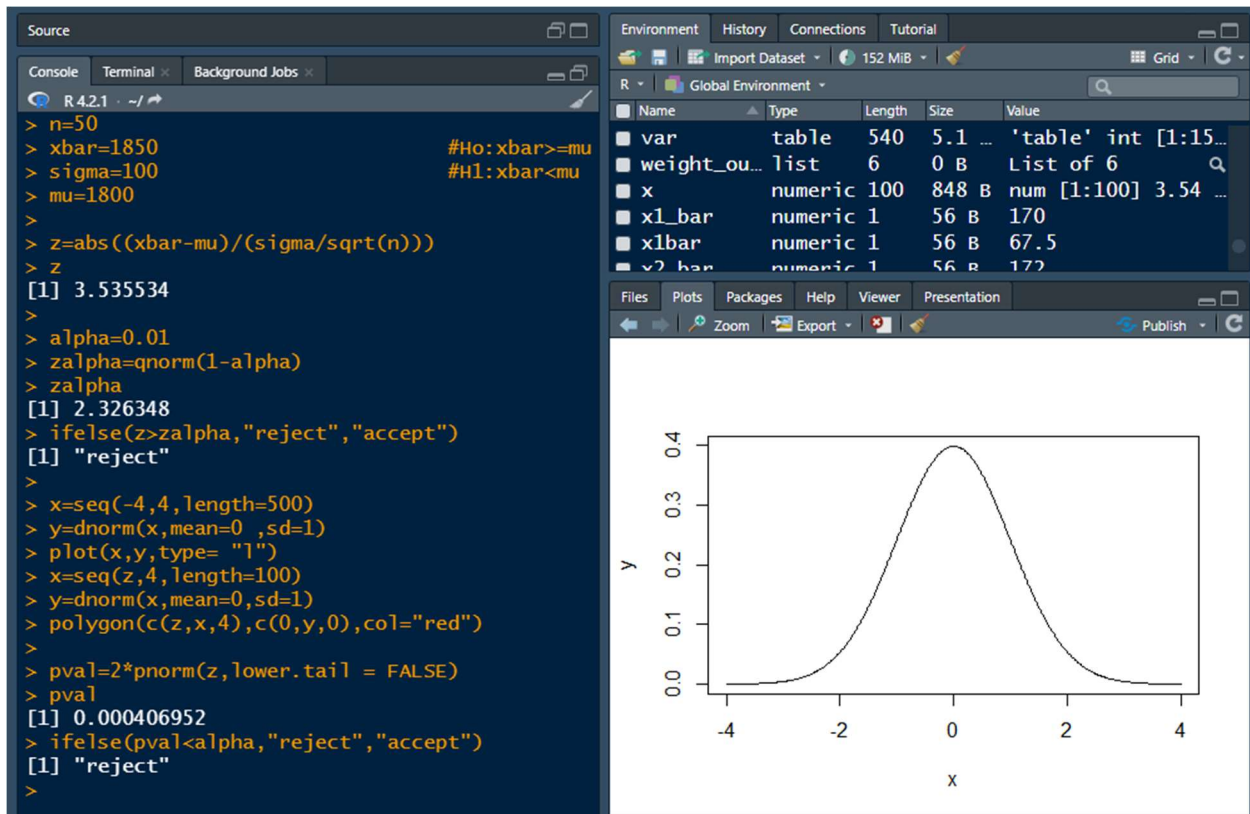 Source
Console Terminal × Background Jobs ×
R 4.2.1 · ~/
> n=50
> xbar=1850 #Ho:xbar>=mu
> sigma=100 #H1:xbar<mu
> mu=1800
>
> z=abs((xbar-mu)/(sigma/sqrt(n)))
> z
[1] 3.535534
>
> alpha=0.01
> zalpha=qnorm(1-alpha)
> zalpha
[1] 2.326348
> ifelse(z>zalpha,"reject","accept")
[1] "reject"
>
> x=seq(-4,4,length=500)
> y=dnorm(x,mean=0 ,sd=1)
> plot(x,y,type= "l")
> x=seq(z,4,length=100)
> y=dnorm(x,mean=0,sd=1)
> polygon(c(z,x,4),c(0,y,0),col="red")
>
> pval=2*pnorm(z,lower.tail = FALSE)
> pval
[1] 0.000406952
> ifelse(pval<alpha,"reject","accept")
[1] "reject"
>
Environment History Connections Tutorial
Import Dataset 152 MiB Grid
R Global Environment
Name Type Length Size Value
var table 540 5.1 … 'table' int [1:15…
weight_ou… list 6 0 B List of 6
x numeric 100 848 B num [1:100] 3.54 …
x1_bar numeric 1 56 B 170
x1bar numeric 1 56 B 67.5
x2_bar numeric 1 56 B 172
Files Plots Packages Help Viewer Presentation
Zoom Export Publish
0.4
0.3
0.2
0.1
0.0
y
-4 -2 0 2 4
x